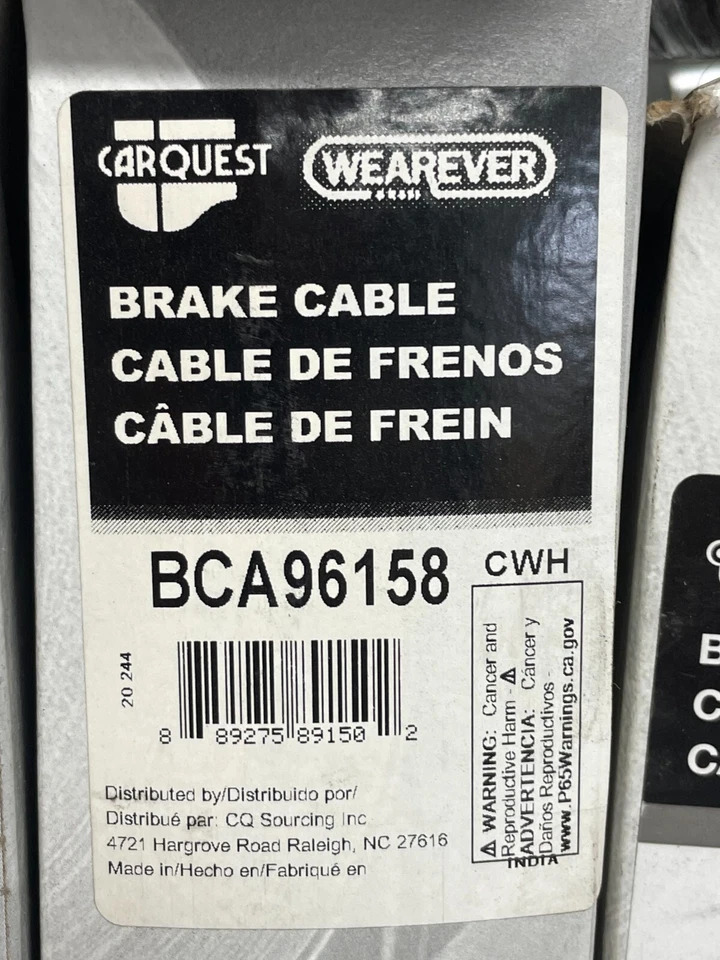 CARQUEST
WEAREVER
BRAKE CABLE
CABLE DE FRENOS
CÂBLE DE FREIN
BCA96158
CWH
20 244
8 89275 89150 2
⚠ WARNING: Cancer and
Reproductive Harm - ⚠
ADVERTENCIA: Cáncer y
Daños Reproductivos -
www.P65Warnings.ca.gov
Distributed by/Distribuido por/
Distribué par: CQ Sourcing Inc
4721 Hargrove Road Raleigh, NC 27616
Made in/Hecho en/Fabriqué en
INDIA